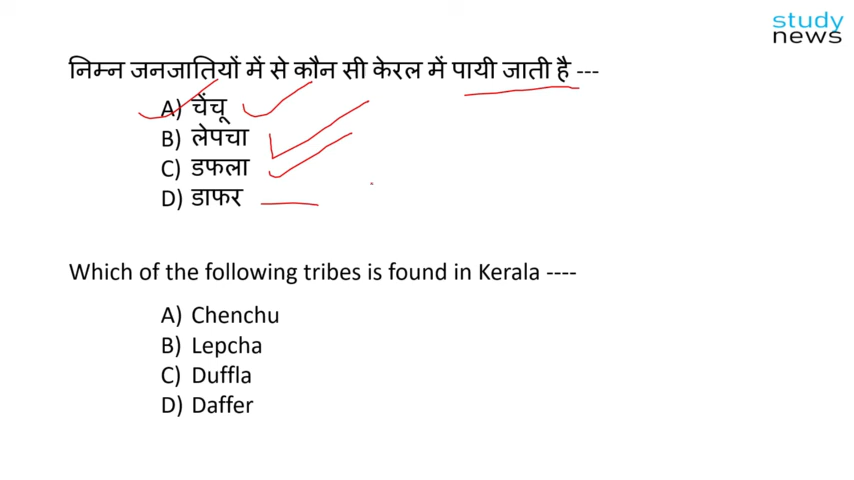 study
news
निम्न जनजातियों में से कौन सी केरल में पायी जाती है ---
A) चेंचू
B) लेपचा
C) डफला
D) डाफर
Which of the following tribes is found in Kerala ----
A) Chenchu
B) Lepcha
C) Duffla
D) Daffer